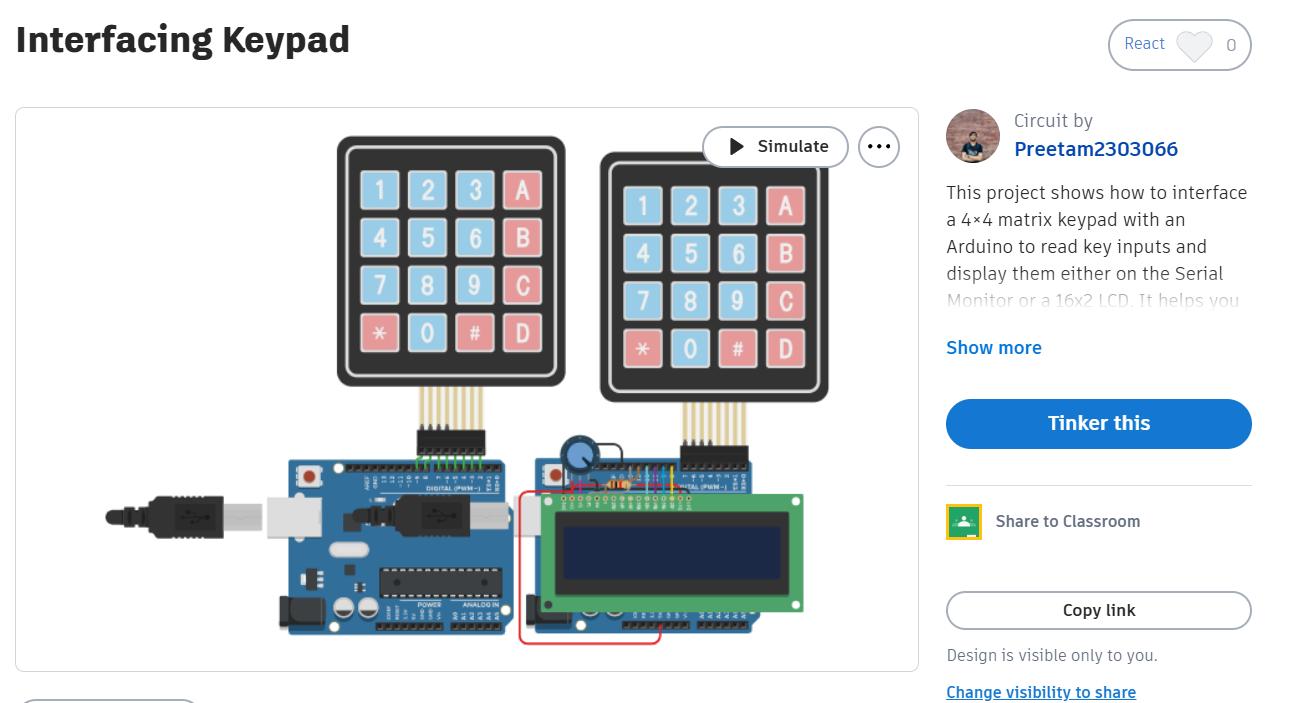 Interfacing Keypad
React 0
Simulate
1 2 3 A
4 5 6 B
7 8 9 C
* 0 # D
1 2 3 A
4 5 6 B
7 8 9 C
* 0 # D
DIGITAL (PWM~)
POWER ANALOG IN
Circuit by
Preetam2303066
This project shows how to interface
a 4×4 matrix keypad with an
Arduino to read key inputs and
display them either on the Serial
Monitor or a 16x2 LCD. It helps you
Show more
Tinker this
Share to Classroom
Copy link
Design is visible only to you.
Change visibility to share